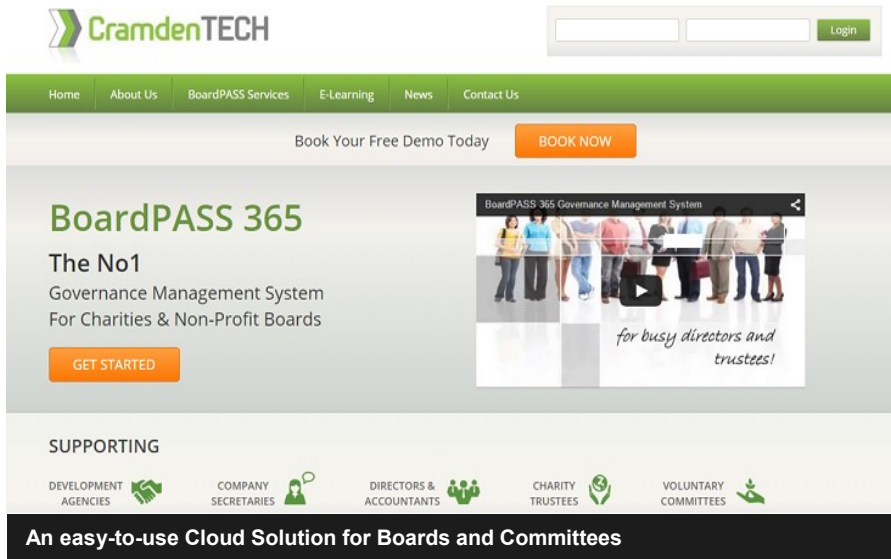 CramdenTECH
Login
Home About Us BoardPASS Services E-Learning News Contact Us
Book Your Free Demo Today BOOK NOW
BoardPASS 365
The No1
Governance Management System
For Charities & Non-Profit Boards
GET STARTED
BoardPASS 365 Governance Management System
for busy directors and
trustees!
SUPPORTING
DEVELOPMENT
AGENCIES
COMPANY
SECRETARIES
DIRECTORS &
ACCOUNTANTS
CHARITY
TRUSTEES
VOLUNTARY
COMMITTEES
An easy-to-use Cloud Solution for Boards and Committees